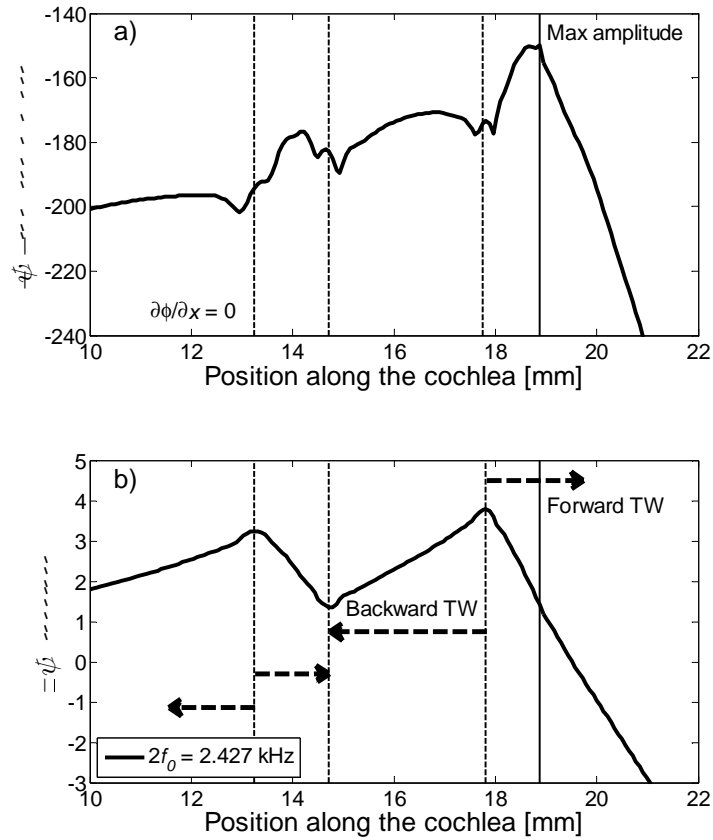 a)
Max amplitude
-140
-160
-180
-200
-220
-240
∂ϕ/∂x = 0
10 12 14 16 18 20 22
Position along the cochlea [mm]
b)
5
4
3
2
1
0
-1
-2
-3
Forward TW
Backward TW
2f₀ = 2.427 kHz
10 12 14 16 18 20 22
Position along the cochlea [mm]